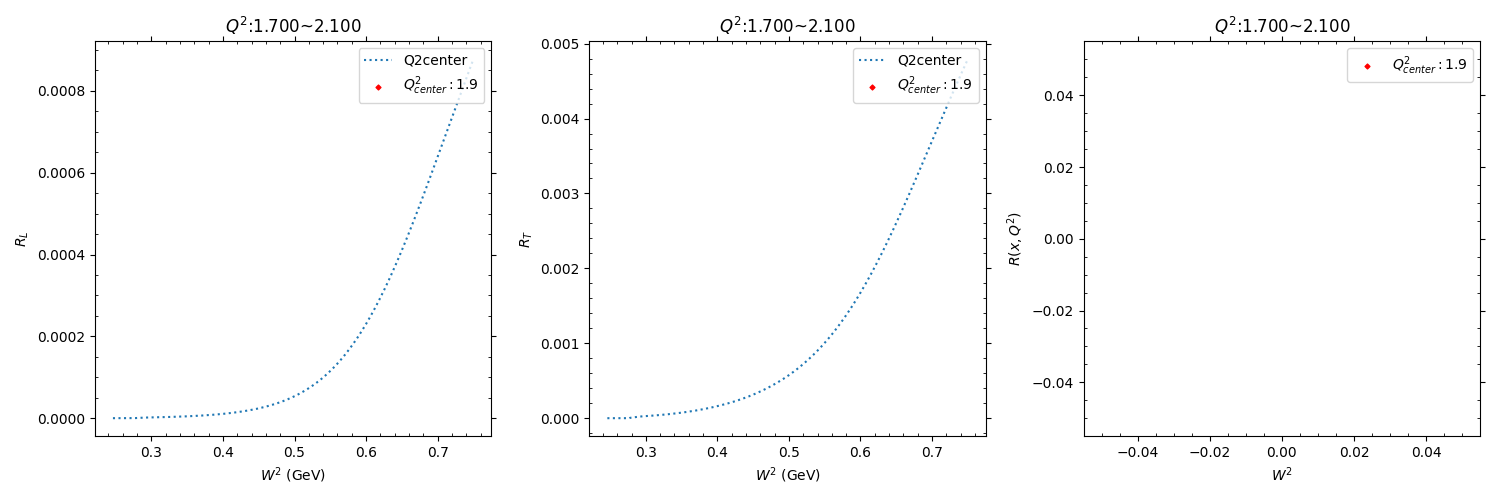 Q²:1.700~2.100
Q2center
Q²center : 1.9
0.0008
0.0006
0.0004
0.0002
0.0000
R_L
0.3 0.4 0.5 0.6 0.7
W² (GeV)
Q²:1.700~2.100
Q2center
Q²center : 1.9
0.005
0.004
0.003
0.002
0.001
0.000
R_T
0.3 0.4 0.5 0.6 0.7
W² (GeV)
Q²:1.700~2.100
Q²center : 1.9
0.04
0.02
0.00
−0.02
−0.04
R(x, Q²)
−0.04 −0.02 0.00 0.02 0.04
W²